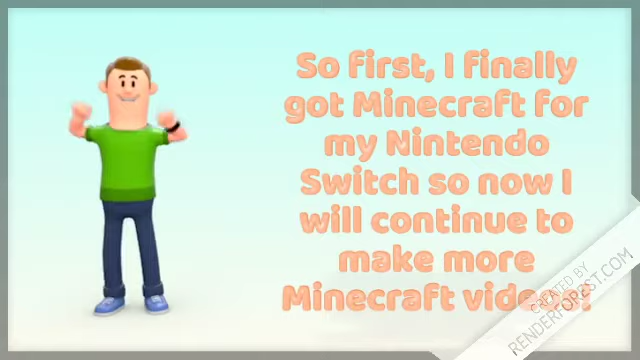 So first, I finally
got Minecraft for
my Nintendo
Switch so now I
will continue to
make more
Minecraft videos!
CREATED BY
RENDERFOREST.COM